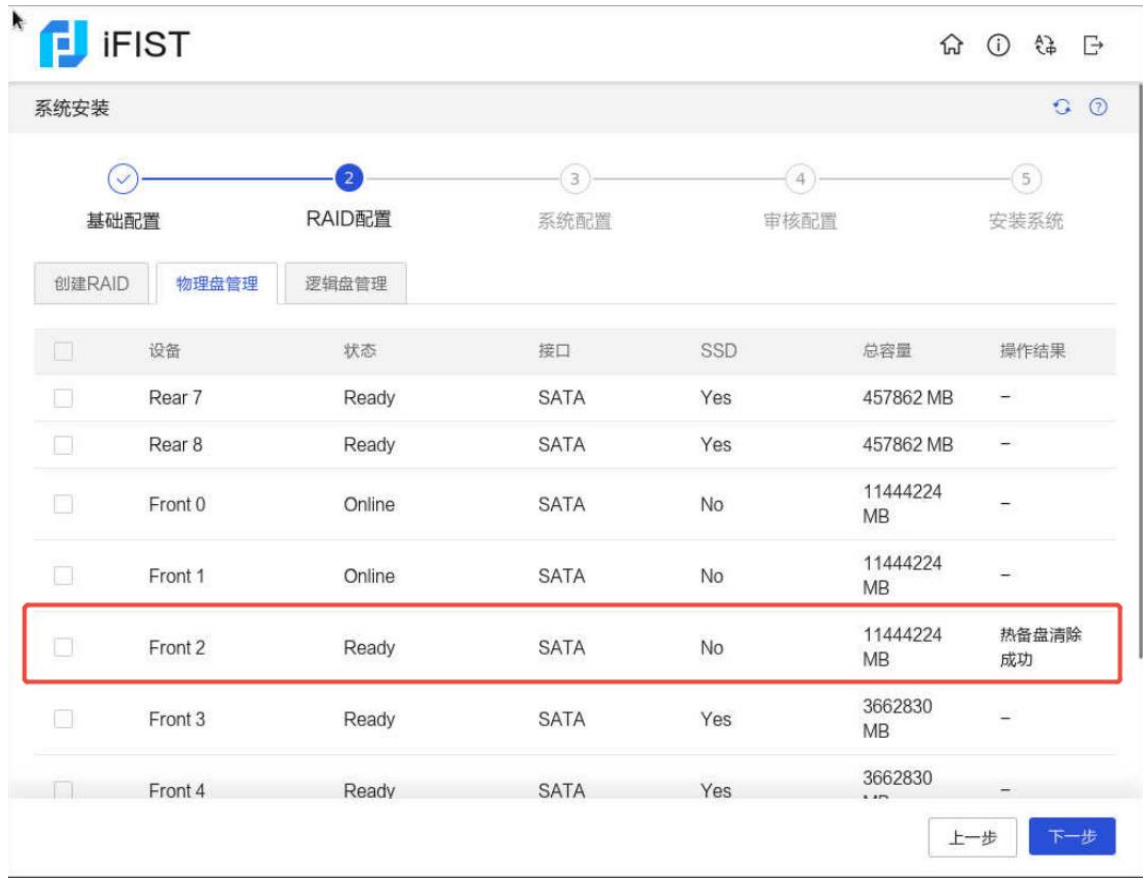 iFIST
系统安装
2 3 4 5
基础配置 RAID配置 系统配置 审核配置 安装系统
创建RAID 物理盘管理 逻辑盘管理
设备 状态 接口 SSD 总容量 操作结果
Rear 7 Ready SATA Yes 457862 MB –
Rear 8 Ready SATA Yes 457862 MB –
Front 0 Online SATA No 11444224 MB –
Front 1 Online SATA No 11444224 MB –
Front 2 Ready SATA No 11444224 MB 热备盘清除成功
Front 3 Ready SATA Yes 3662830 MB –
Front 4 Ready SATA Yes 3662830 MB –
上一步 下一步